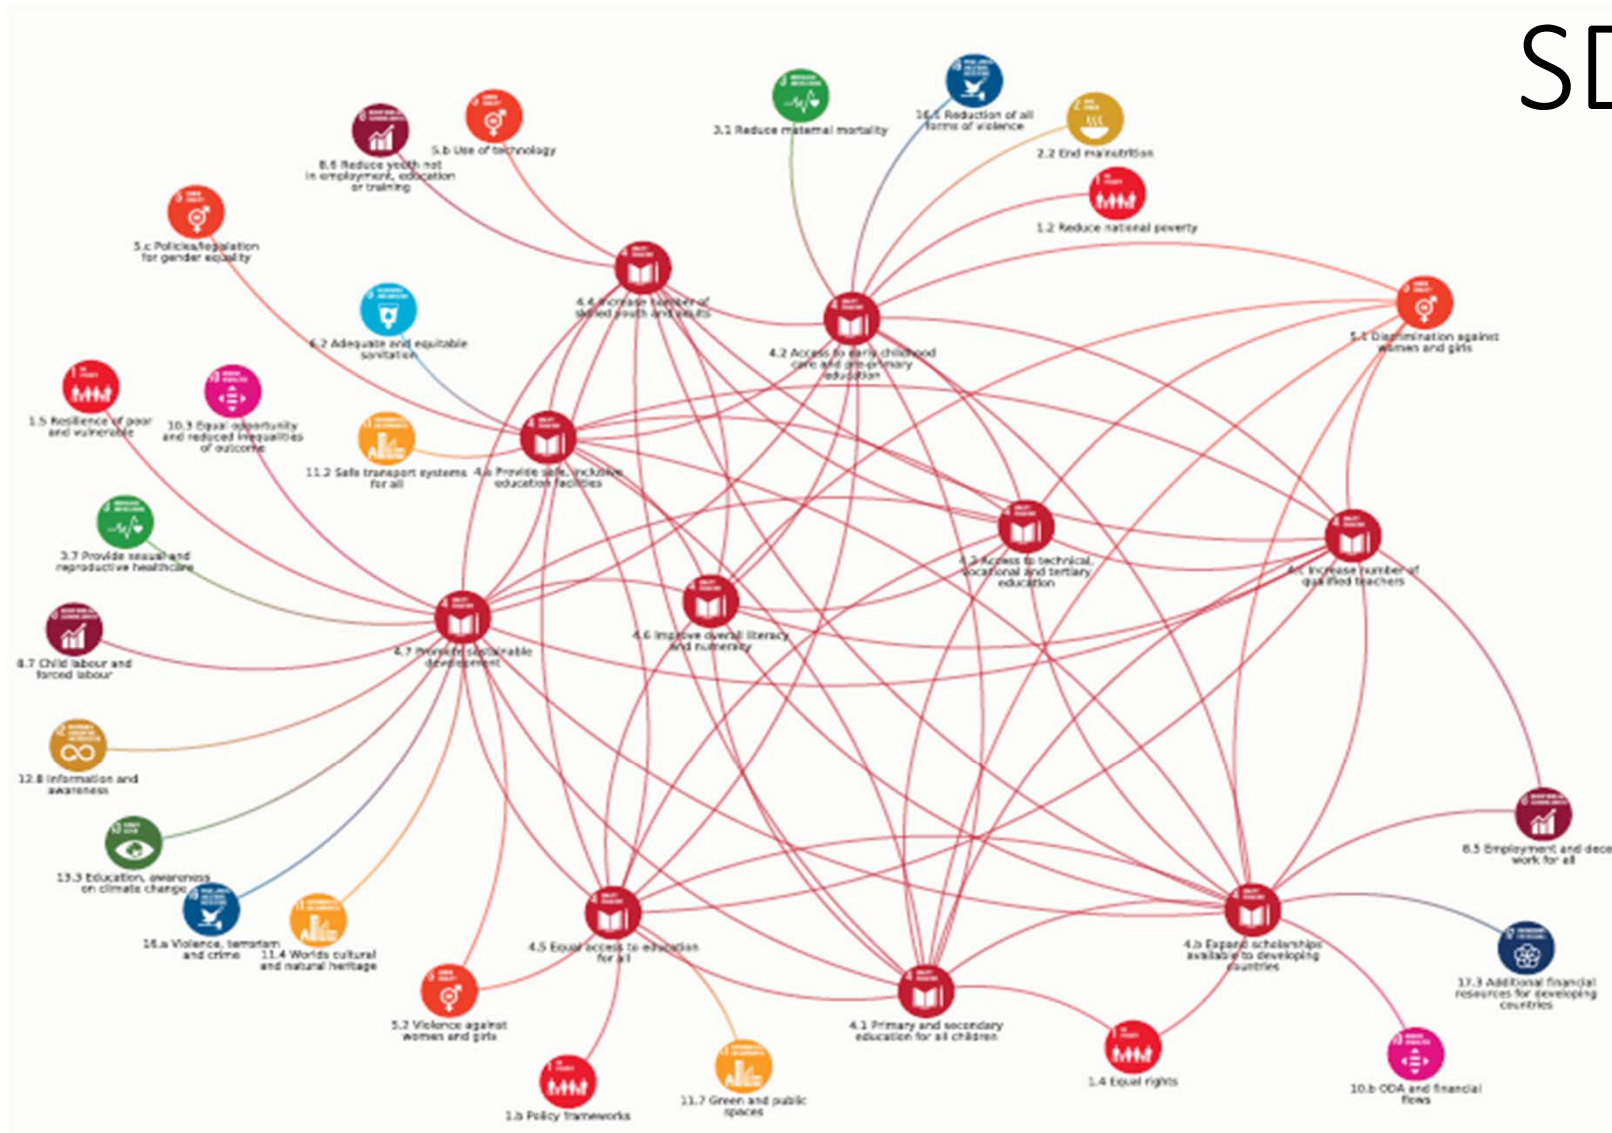 SD
3.1 Reduce maternal mortality
16.1 Reduction of all
forms of violence
2.2 End malnutrition
1.2 Reduce national poverty
5.b Use of technology
8.6 Reduce youth not
in employment, education
or training
5.c Policies/legislation
for gender equality
4.4 Increase number of
skilled youth and adults
4.2 Access to early childhood
care and pre-primary
education
5.1 Discrimination against
women and girls
6.2 Adequate and equitable
sanitation
1.5 Resilience of poor
and vulnerable
10.3 Equal opportunity
and reduced inequalities
of outcome
11.2 Safe transport systems
for all
4.a Provide safe, inclusive
education facilities
3.7 Provide sexual and
reproductive healthcare
4.3 Access to technical,
vocational and tertiary
education
4.c Increase number of
qualified teachers
4.6 Improve overall literacy
and numeracy
4.7 Promote sustainable
development
8.7 Child labour and
forced labour
12.8 Information and
awareness
13.3 Education, awareness
on climate change
16.a Violence, terrorism
and crime
11.4 Worlds cultural
and natural heritage
4.5 Equal access to education
for all
4.b Expand scholarships
available to developing
countries
8.5 Employment and dece
work for all
17.3 Additional financial
resources for developing
countries
5.2 Violence against
women and girls
4.1 Primary and secondary
education for all children
1.4 Equal rights
10.b ODA and financial
flows
1.b Policy frameworks
11.7 Green and public
spaces